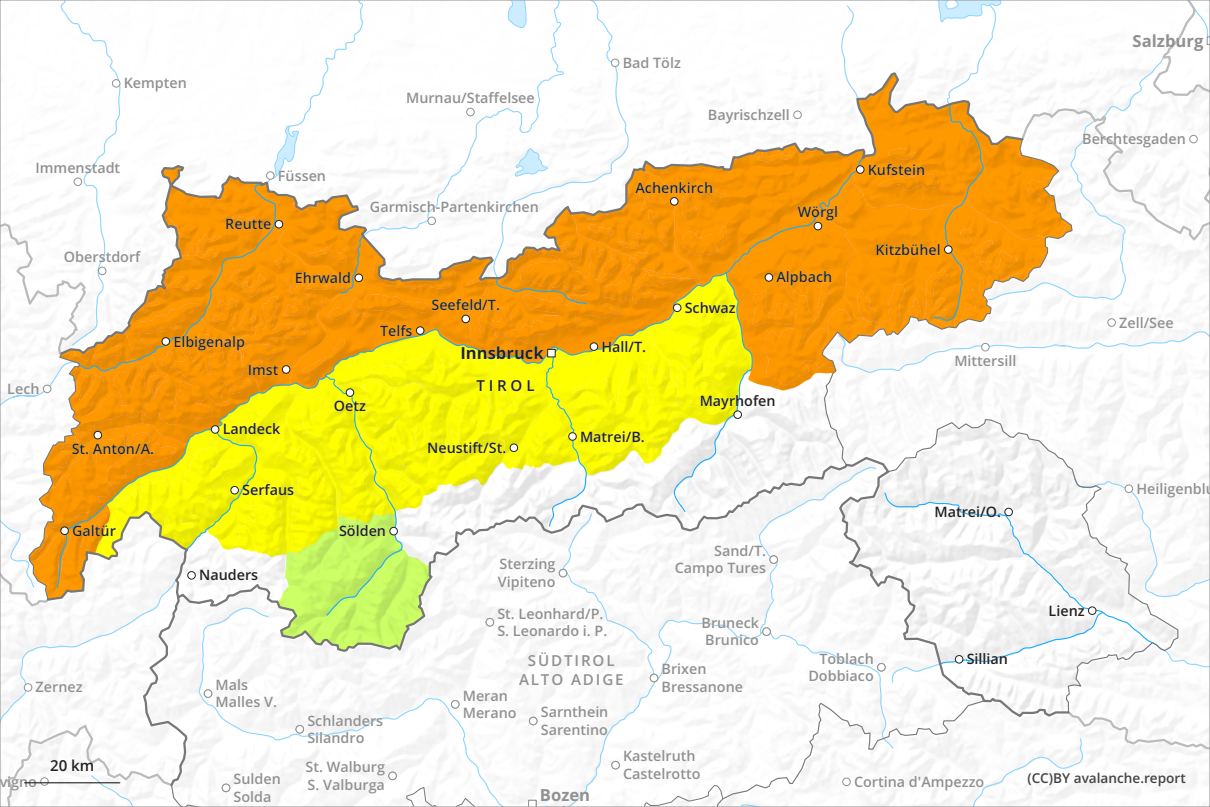 Salzburg
Kempten
Bad Tölz
Murnau/Staffelsee
Bayrischzell
Berchtesgaden
Immenstadt
Füssen
Kufstein
Achenkirch
Garmisch-Partenkirchen
Reutte
Wörgl
Oberstdorf
Kitzbühel
Ehrwald
Alpbach
Seefeld/T.
Schwaz
Telfs
Zell/See
Elbigenalp
Innsbruck
Hall/T.
Mittersill
Imst
TIROL
Lech
Oetz
Mayrhofen
Landeck
Matrei/B.
St. Anton/A.
Neustift/St.
Serfaus
Heiligenblu
Matrei/O.
Galtür
Sölden
Sand/T.
Campo Tures
Sterzing
Vipiteno
Nauders
Lienz
St. Leonhard/P.
S. Leonardo i. P.
Bruneck
Brunico
SÜDTIROL
ALTO ADIGE
Sillian
Toblach
Dobbiaco
Brixen
Bressanone
Zernez
Mals
Malles V.
Meran
Merano
Sarnthein
Sarentino
Schlanders
Silandro
Kastelruth
Castelrotto
20 km
St. Walburg
S. Valburga
vigno
Sulden
Solda
Cortina d'Ampezzo
(CC)BY avalanche.report
Bozen